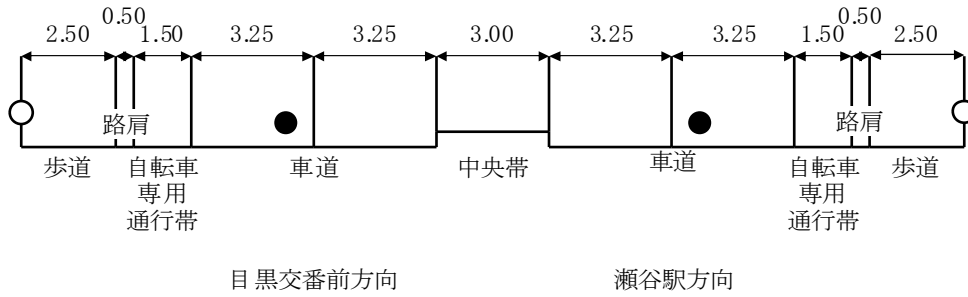 0.50 0.50
2.50 1.50 3.25 3.25 3.00 3.25 3.25 1.50 2.50
路肩 路肩
歩道 自転車 車道 中央帯 車道 自転車 歩道
専用 専用
通行帯 通行帯
目黒交番前方向 瀬谷駅方向